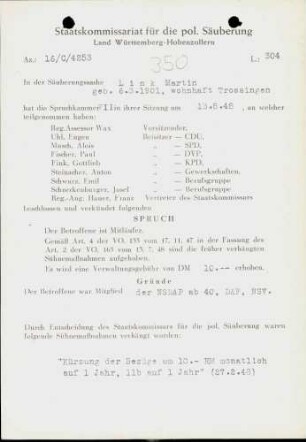 Staatskommissariat für die pol. Säuberung
Land Württemberg-Hohenzollern
Az.: 16/C/4853
350
L.: 304
In der Säuberungssache L i n k Martin
geb. 6.3.1901, wohnhaft Trossingen
hat die Spruchkammer II in ihrer Sitzung am 13.8.48, an welcher
teilgenommen haben:
Reg.Assessor Wax Vorsitzender,
Uhl, Eugen Beisitzer — CDU,
Mauch, Alois „ — SPD,
Fischer, Paul „ — DVP,
Fink, Gottlieb „ — KPD,
Steinacher, Anton „ — Gewerkschaften,
Schwarz, Emil „ — Berufsgruppe
Schneckenburger, Josef „ — Berufsgruppe
Reg.-Ang. Hauser, Franz Vertreter des Staatskommissars
beschlossen und verkündet folgenden
SPRUCH
Der Betroffene ist Mitläufer.
Gemäß Art. 4 der VO. 133 vom 17. 11. 47 in der Fassung des
Art. 2 der VO. 165 vom 13. 7. 48 sind die früher verhängten
Sühnemaßnahmen aufgehoben.
Es wird eine Verwaltungsgebühr von DM 10.-- erhoben.
Gründe
Der Betroffene war Mitglied der NSDAP ab 40, DAF, NSV.
Durch Entscheidung des Staatskommissars für die pol. Säuberung waren
folgende Sühnemaßnahmen verhängt worden:
"Kürzung der Bezüge um 10.- RM monatlich
auf 1 Jahr, 11b auf 1 Jahr" (27.2.48)